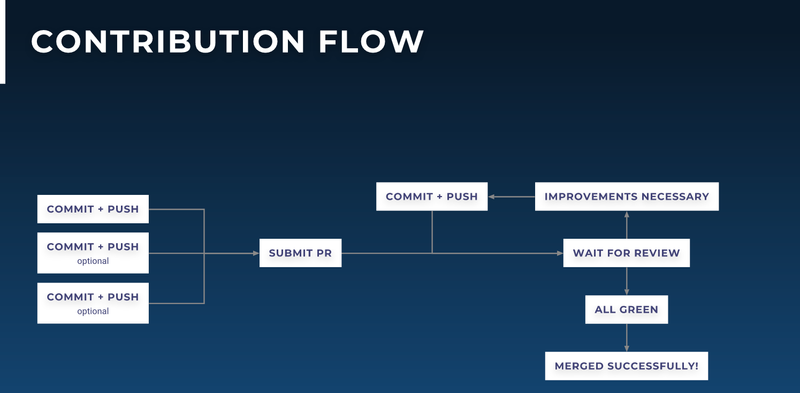 CONTRIBUTION FLOW
COMMIT + PUSH
COMMIT + PUSH
optional
COMMIT + PUSH
optional
SUBMIT PR
COMMIT + PUSH
IMPROVEMENTS NECESSARY
WAIT FOR REVIEW
ALL GREEN
MERGED SUCCESSFULLY!